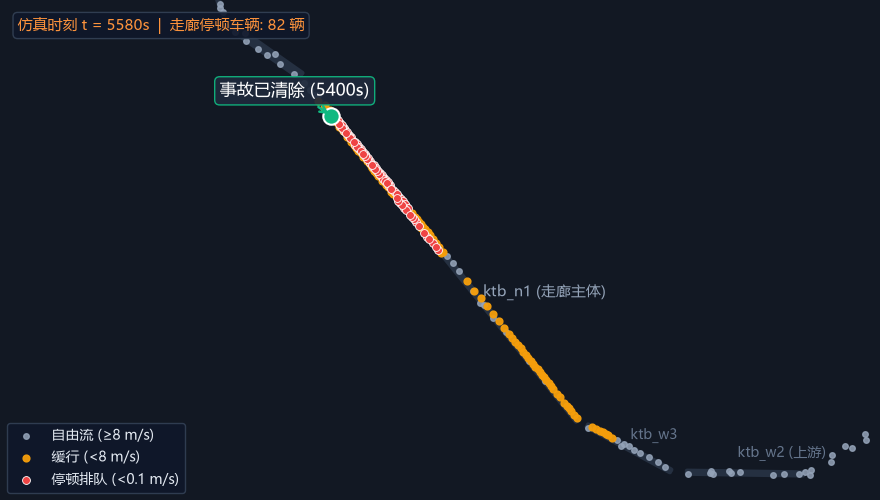 仿真时刻 t = 5580s | 走廊停顿车辆: 82 辆
事故已清除 (5400s)
ktb_n1 (走廊主体)
ktb_w3
ktb_w2 (上游)
自由流 (≥8 m/s)
缓行 (<8 m/s)
停顿排队 (<0.1 m/s)